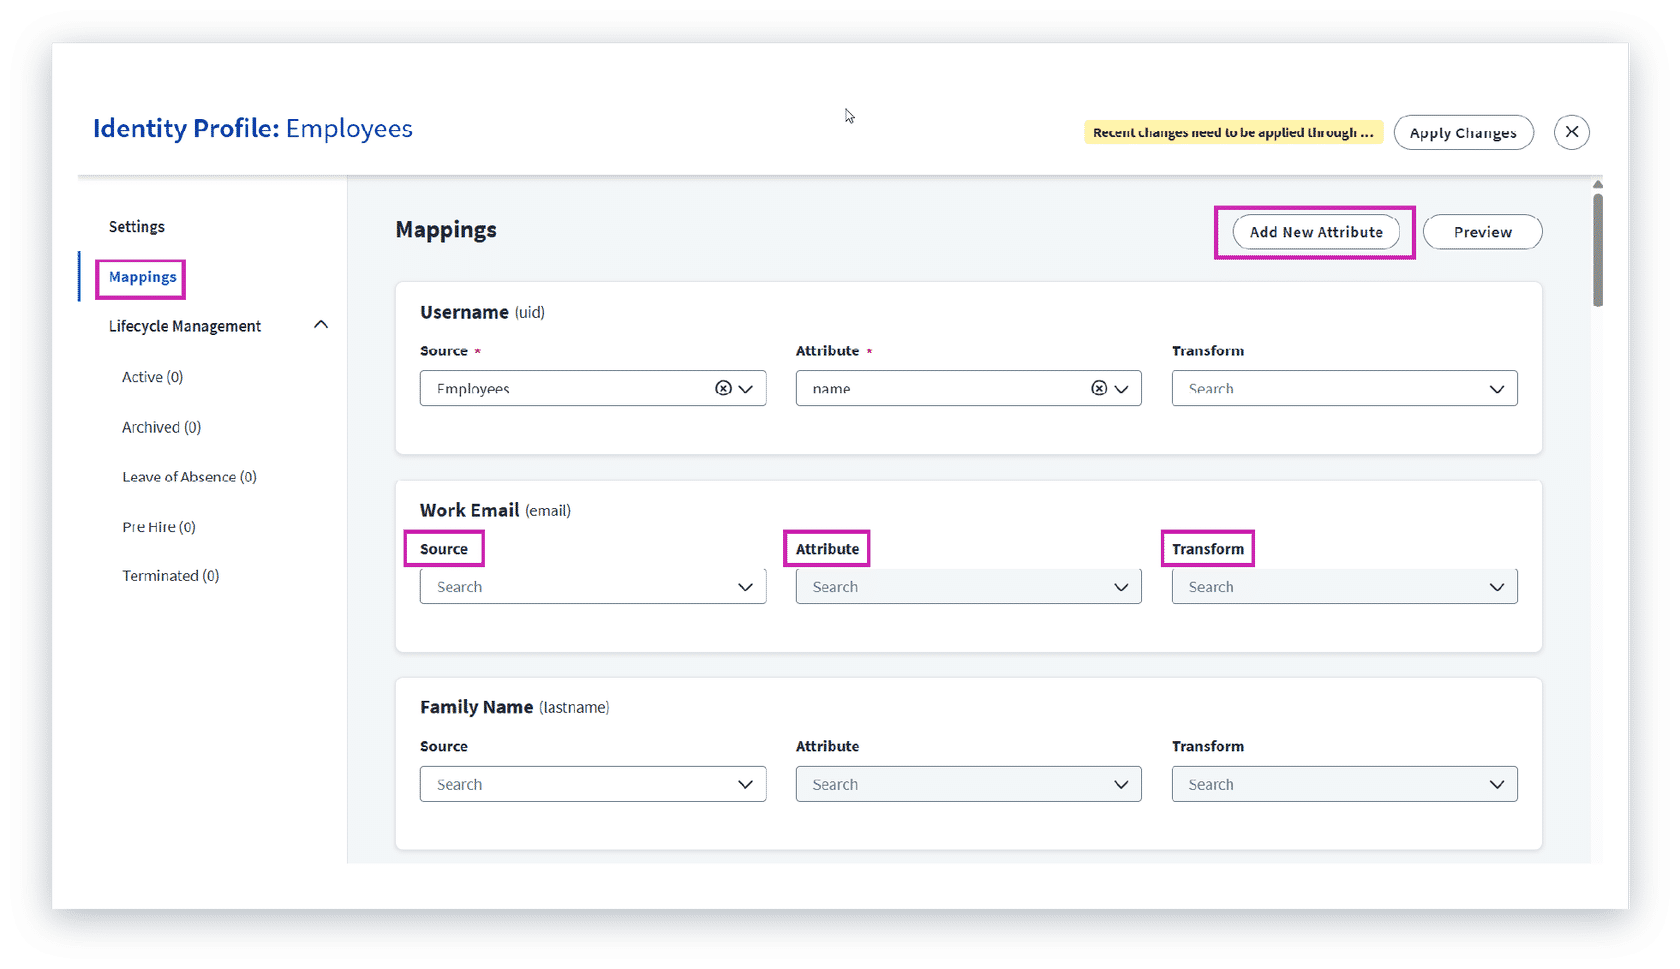 Identity Profile: Employees
Recent changes need to be applied through ...
Apply Changes
Settings
Mappings
Lifecycle Management
Active (0)
Archived (0)
Leave of Absence (0)
Pre Hire (0)
Terminated (0)
Mappings
Add New Attribute
Preview
Username (uid)
Source * Attribute * Transform
Employees name Search
Work Email (email)
Source Attribute Transform
Search Search Search
Family Name (lastname)
Source Attribute Transform
Search Search Search